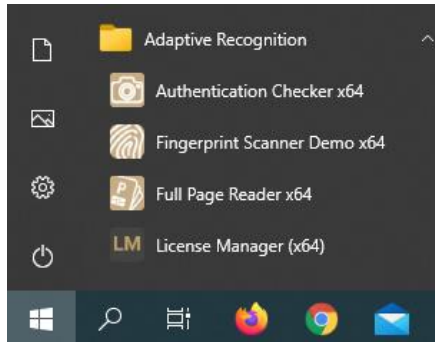 Adaptive Recognition
Authentication Checker x64
Fingerprint Scanner Demo x64
P
Full Page Reader x64
LM
License Manager (x64)